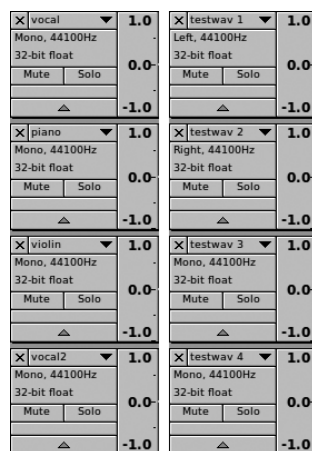 X vocal 1.0
Mono, 44100Hz
32-bit float
Mute Solo 0.0
-1.0
X piano 1.0
Mono, 44100Hz
32-bit float
Mute Solo 0.0
-1.0
X violin 1.0
Mono, 44100Hz
32-bit float
Mute Solo 0.0
-1.0
X vocal2 1.0
Mono, 44100Hz
32-bit float
Mute Solo 0.0
-1.0
X testwav 1 1.0
Left, 44100Hz
32-bit float
Mute Solo 0.0
-1.0
X testwav 2 1.0
Right, 44100Hz
32-bit float
Mute Solo 0.0
-1.0
X testwav 3 1.0
Mono, 44100Hz
32-bit float
Mute Solo 0.0
-1.0
X testwav 4 1.0
Mono, 44100Hz
32-bit float
Mute Solo 0.0
-1.0